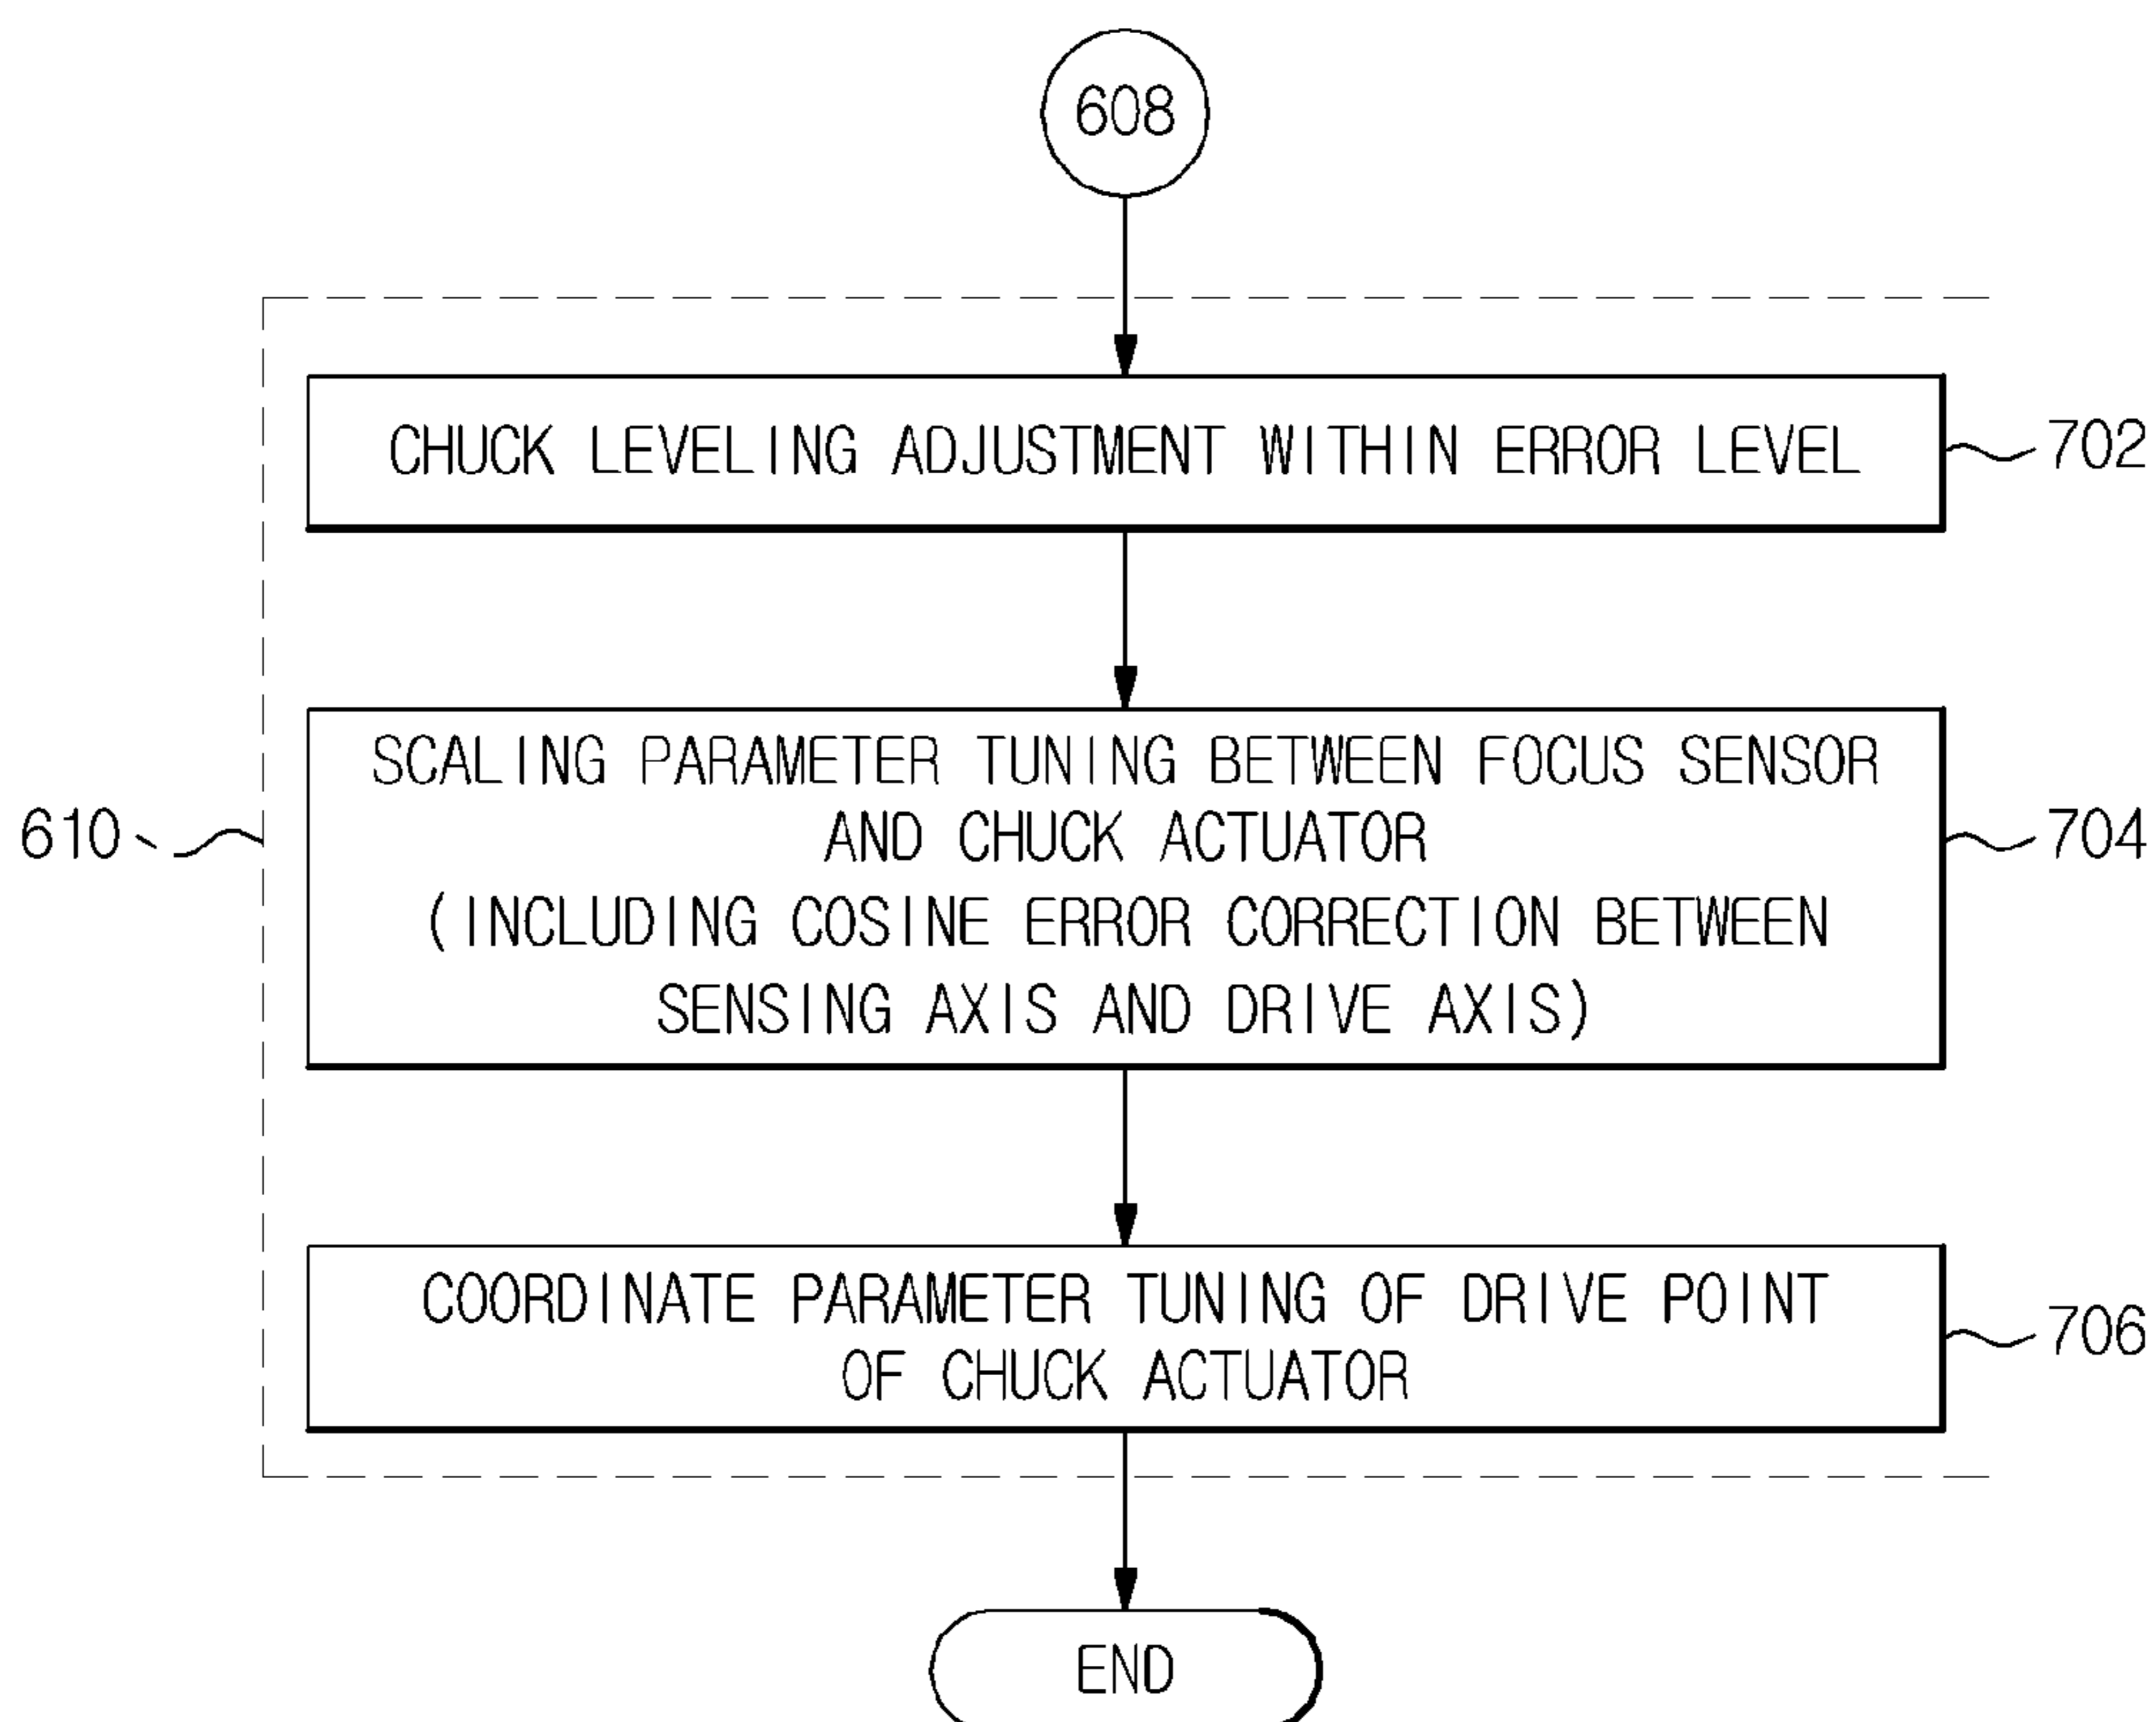 608
CHUCK LEVELING ADJUSTMENT WITHIN ERROR LEVEL
702
SCALING PARAMETER TUNING BETWEEN FOCUS SENSOR
AND CHUCK ACTUATOR
(INCLUDING COSINE ERROR CORRECTION BETWEEN
SENSING AXIS AND DRIVE AXIS)
610
704
COORDINATE PARAMETER TUNING OF DRIVE POINT
OF CHUCK ACTUATOR
706
END